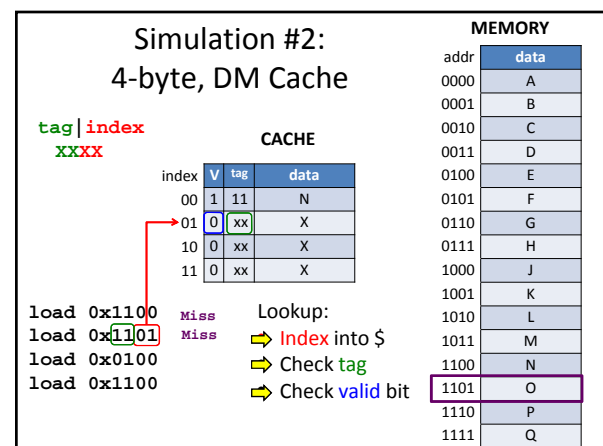 Simulation #2:
4-byte, DM Cache
tag|index
XXXX
CACHE
index V tag data
00 1 11 N
01 0 xx X
10 0 xx X
11 0 xx X
load 0x1100 Miss
load 0x1101 Miss
load 0x0100
load 0x1100
Lookup:
Index into $
Check tag
Check valid bit
MEMORY
addr data
0000 A
0001 B
0010 C
0011 D
0100 E
0101 F
0110 G
0111 H
1000 J
1001 K
1010 L
1011 M
1100 N
1101 O
1110 P
1111 Q